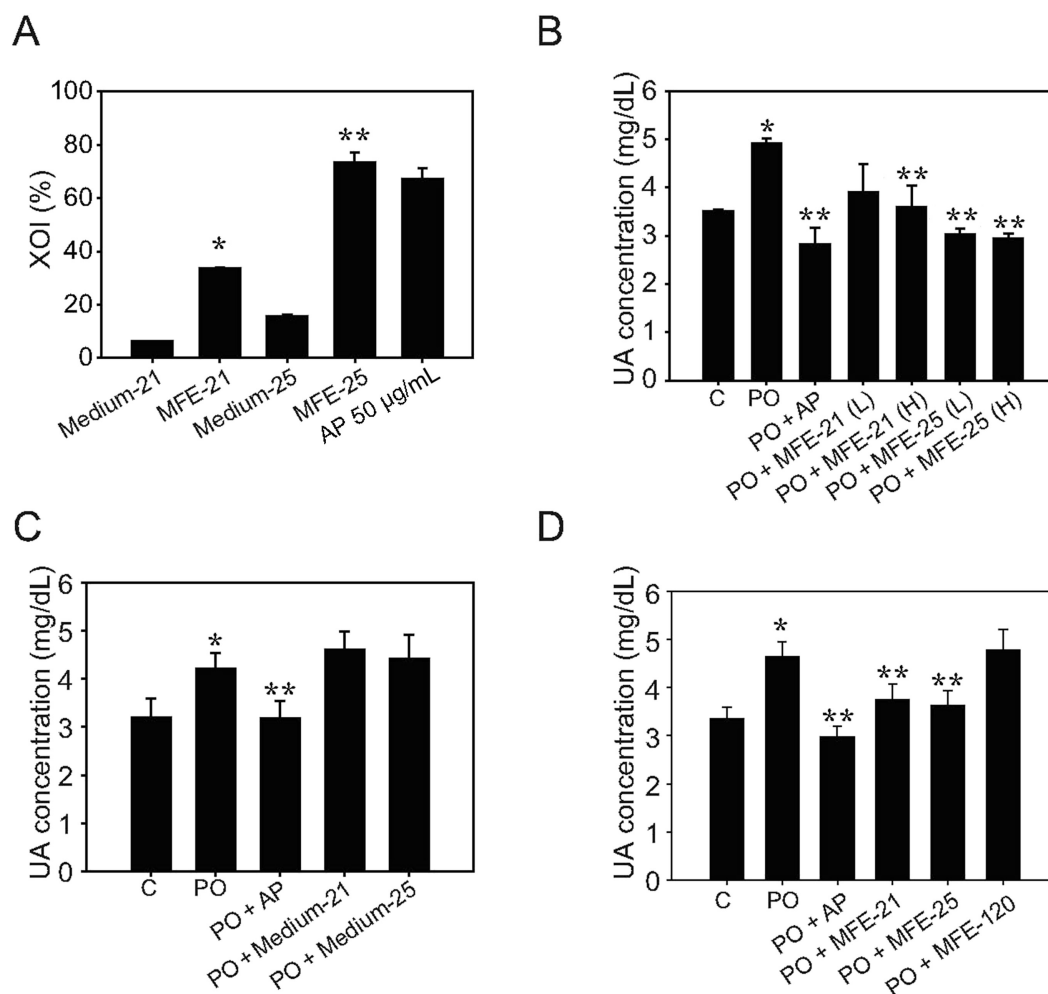 A
XOI (%)
100
80
60
40
20
0
*
**
Medium-21
MFE-21
Medium-25
MFE-25
AP 50 µg/mL
B
UA concentration (mg/dL)
6
5
4
3
2
1
0
*
**
**
**
**
C
PO
PO + AP
PO + MFE-21 (L)
PO + MFE-21 (H)
PO + MFE-25 (L)
PO + MFE-25 (H)
C
UA concentration (mg/dL)
6
5
4
3
2
1
0
*
**
C
PO
PO + AP
PO + Medium-21
PO + Medium-25
D
UA concentration (mg/dL)
6
5
4
3
2
1
0
*
**
**
**
C
PO
PO + AP
PO + MFE-21
PO + MFE-25
PO + MFE-120